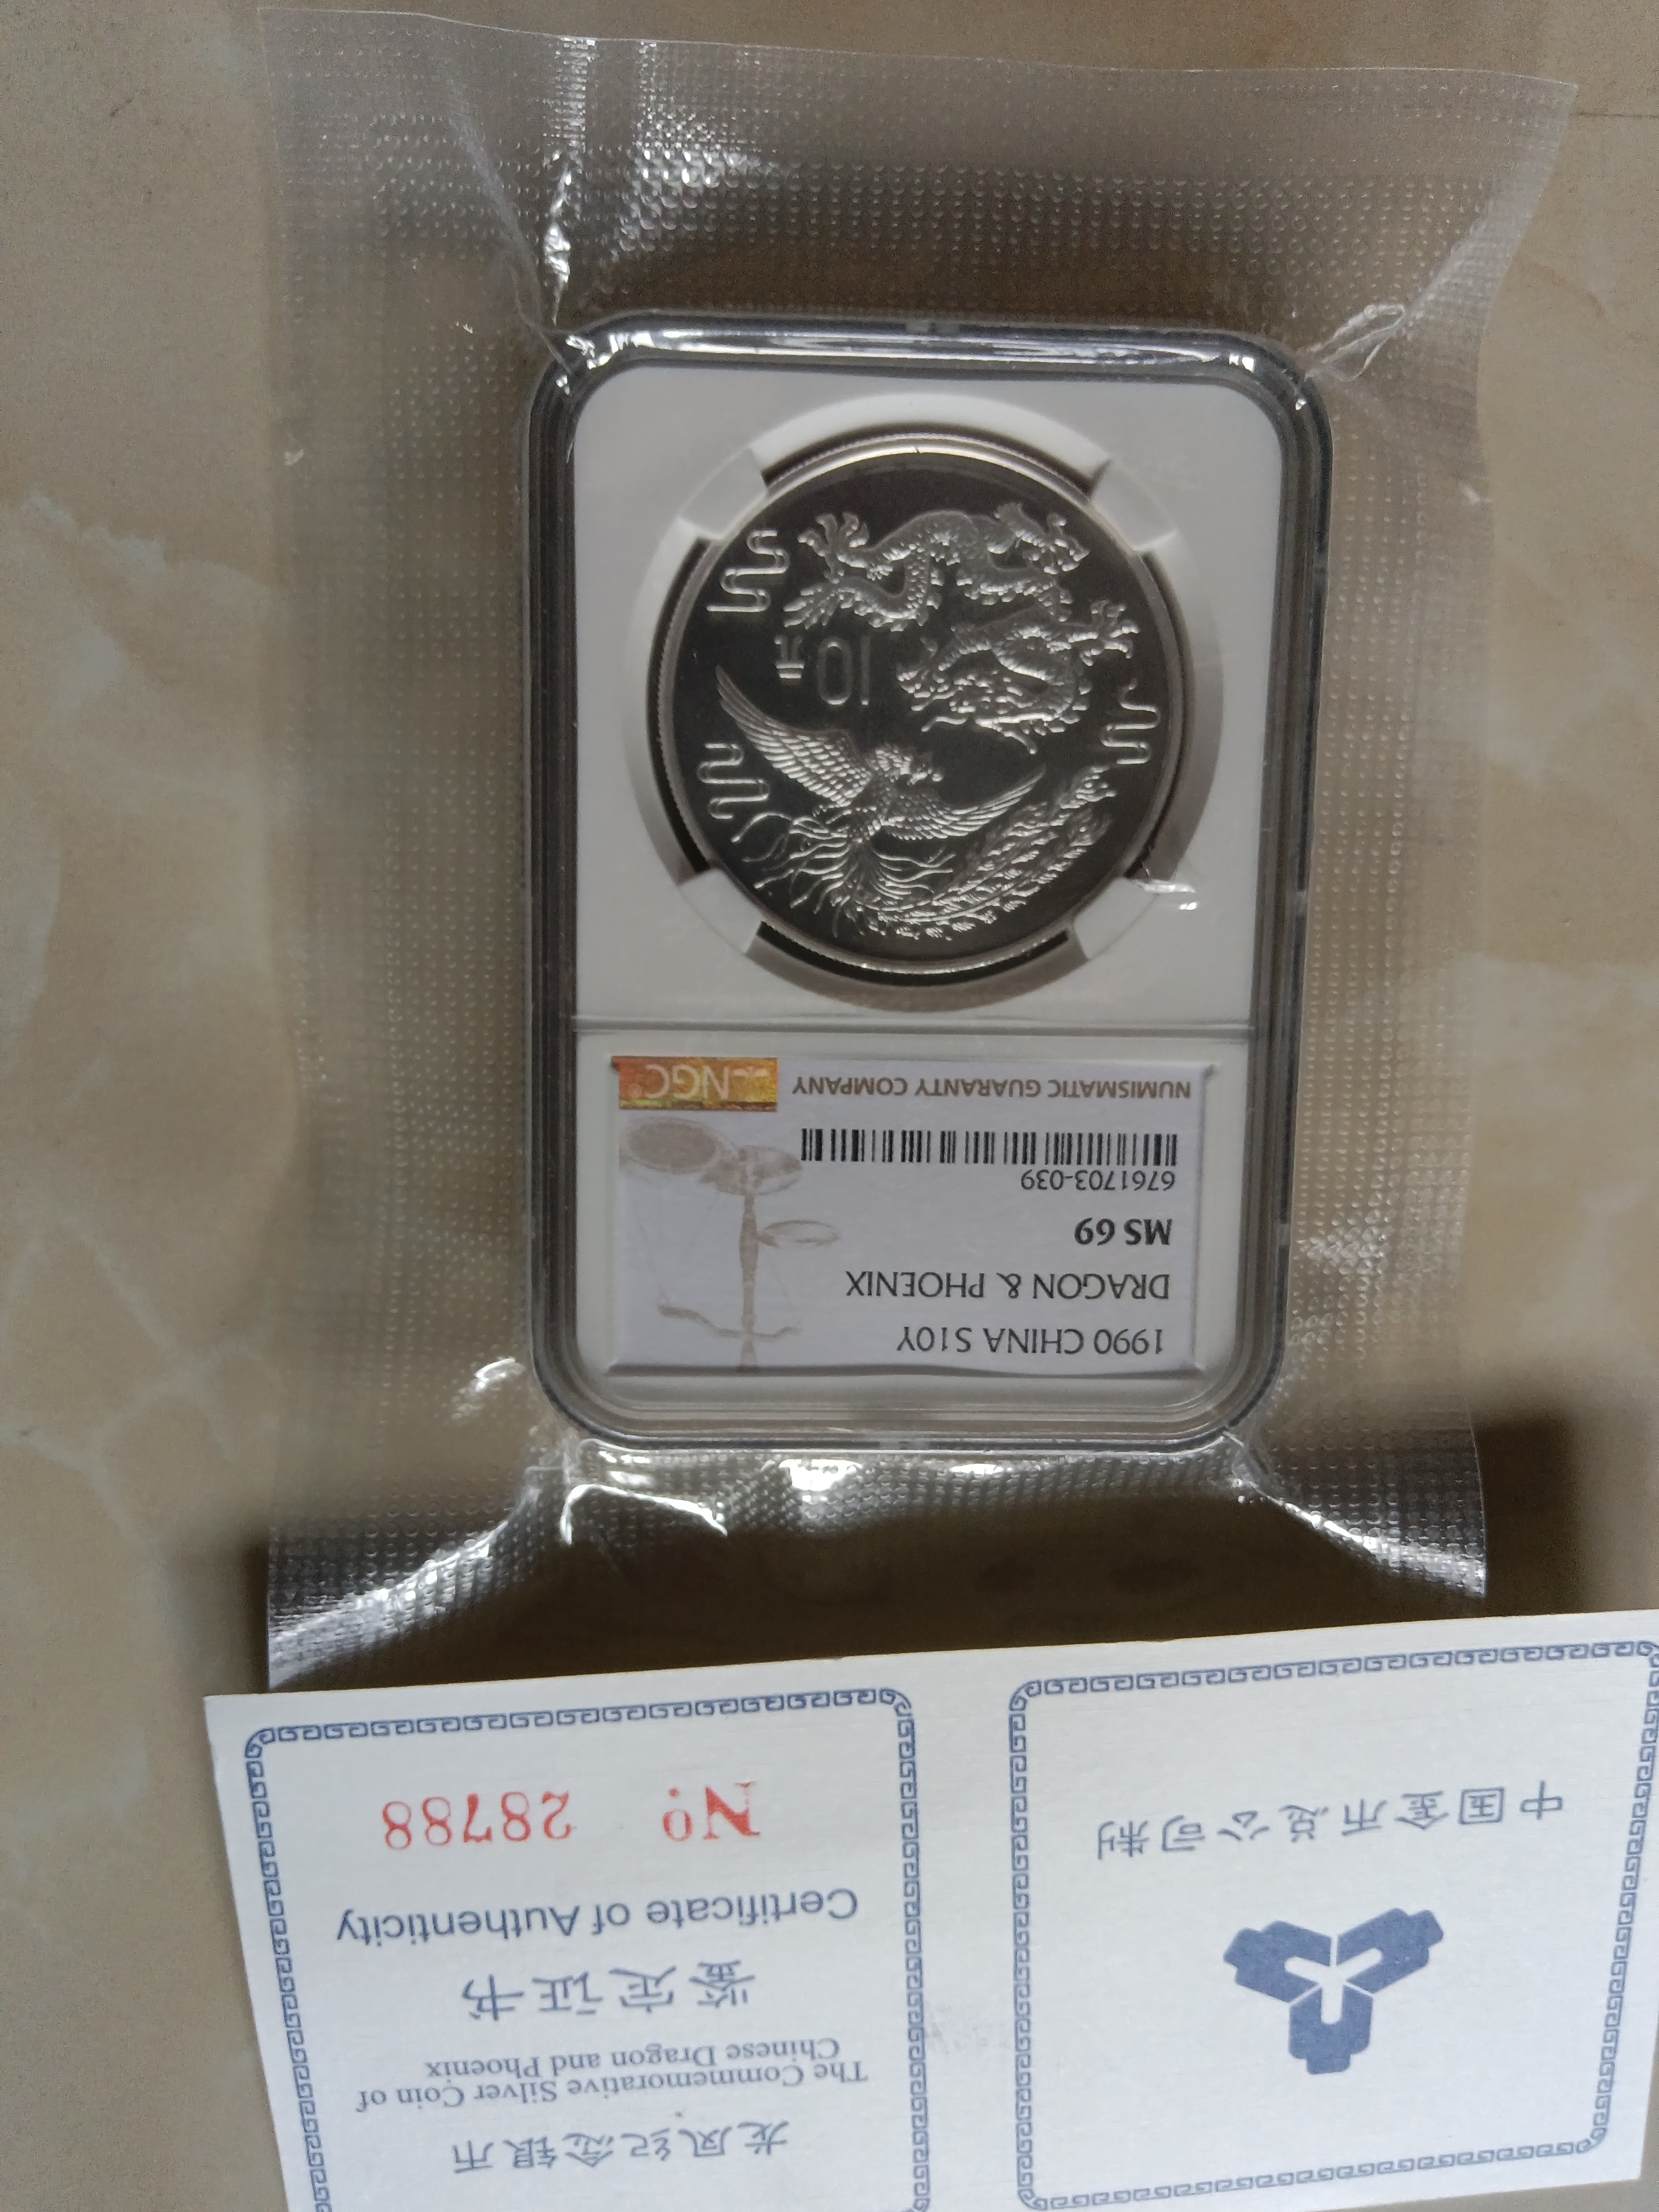 1990 CHINA S10Y
DRAGON & PHOENIX
MS 69
6761703-039
NUMISMATIC GUARANTY COMPANY NGC
10元
龙凤纪念银币
The Commemorative Silver Coin of
Chinese Dragon and Phoenix
鉴定证书
Certificate of Authenticity
No 28788
中国金币总公司制